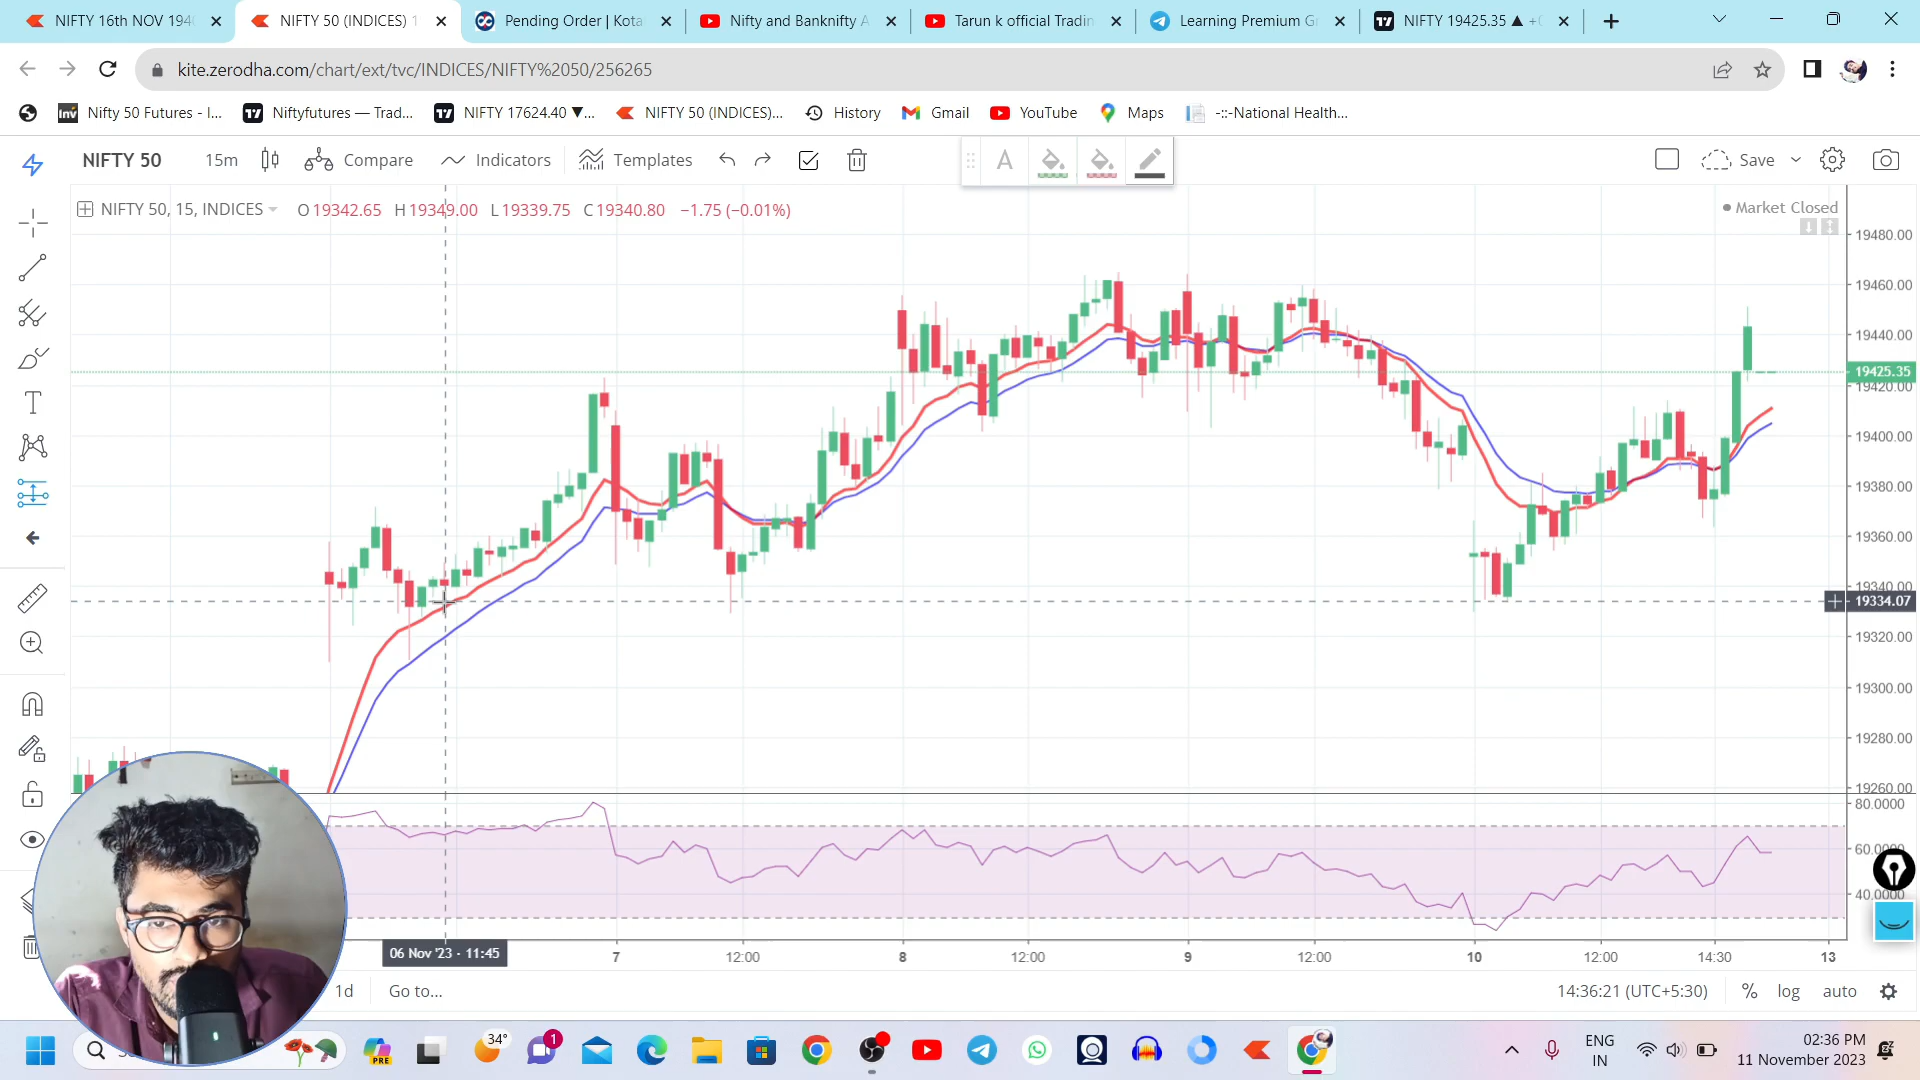 NIFTY 16th NOV 194
NIFTY 50 (INDICES) 1
Pending Order | Kota
Nifty and Banknifty A
Tarun k official Tradin
Learning Premium Gr
NIFTY 19425.35 ▲ +0
kite.zerodha.com/chart/ext/tvc/INDICES/NIFTY%2050/256265
Nifty 50 Futures - I...
Niftyfutures — Trad...
NIFTY 17624.40 ▼...
NIFTY 50 (INDICES)...
History
Gmail
YouTube
Maps
-::-National Health...
NIFTY 50
15m
Compare
Indicators
Templates
Save
NIFTY 50, 15, INDICES
O 19342.65 H 19349.00 L 19339.75 C 19340.80 −1.75 (−0.01%)
Market Closed
19480.00
19460.00
19440.00
19425.35
19420.00
19400.00
19380.00
19360.00
19340.00
19334.07
19320.00
19300.00
19280.00
19260.00
80.0000
60.0000
40.0000
06 Nov '23 - 11:45
7
12:00
8
12:00
9
12:00
10
12:00
14:30
13
1d
Go to...
14:36:21 (UTC+5:30)
%
log
auto
PRE
34°
1
ENG
IN
02:36 PM
11 November 2023